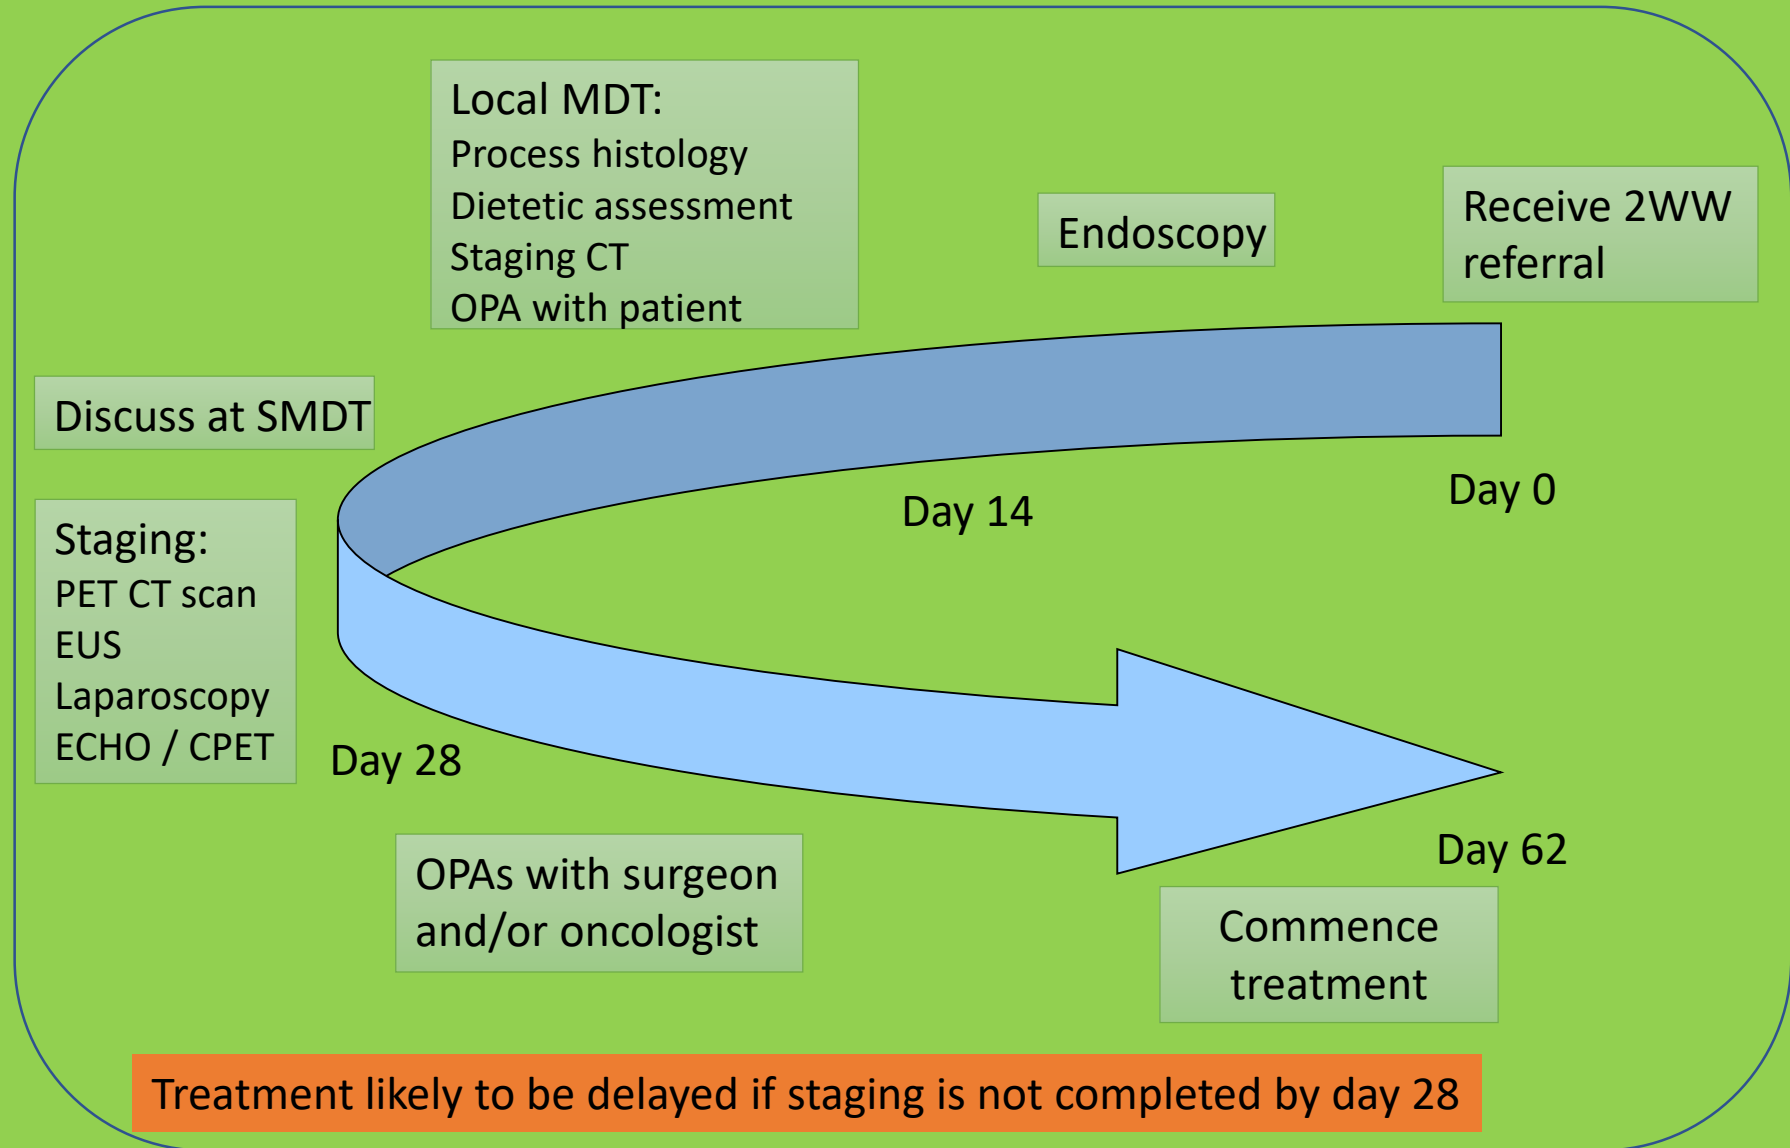 Local MDT:
Process histology
Dietetic assessment
Staging CT
OPA with patient
Endoscopy
Receive 2WW
referral
Discuss at SMDT
Day 14
Day 0
Staging:
PET CT scan
EUS
Laparoscopy
ECHO / CPET
Day 28
OPAs with surgeon
and/or oncologist
Day 62
Commence
treatment
Treatment likely to be delayed if staging is not completed by day 28